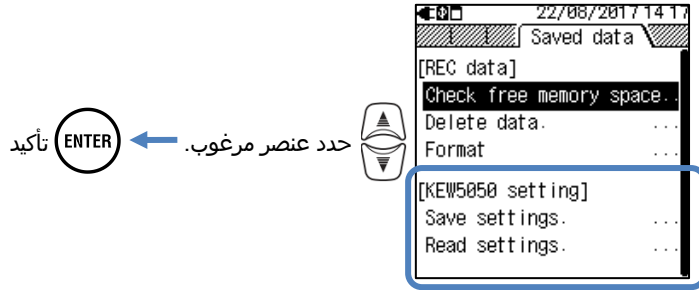 22/08/2017 14 17
Saved data
[REC data]
Check free memory space..
Delete data. ...
Format ...
[KEW5050 setting]
Save settings. ...
Read settings. ...
حدد عنصر مرغوب.
ENTER تأكيد